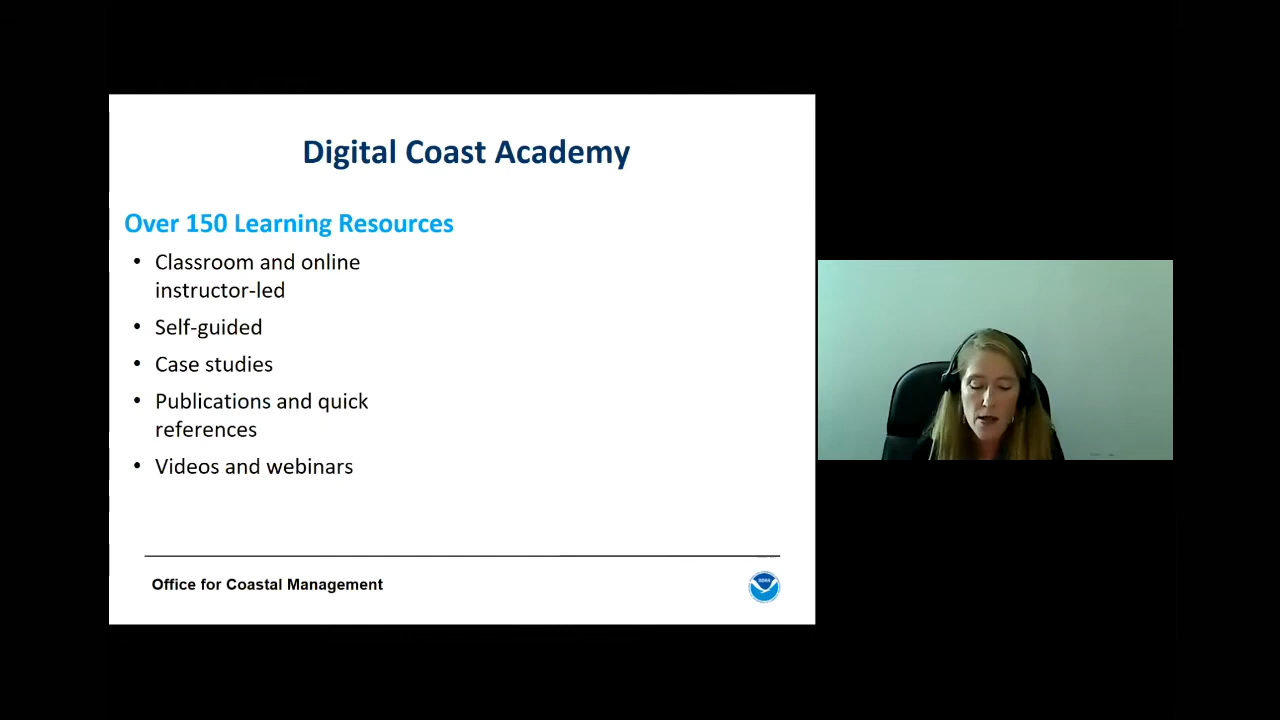 Digital Coast Academy
Over 150 Learning Resources
• Classroom and online
instructor-led
• Self-guided
• Case studies
• Publications and quick
references
• Videos and webinars
Office for Coastal Management
NOAA